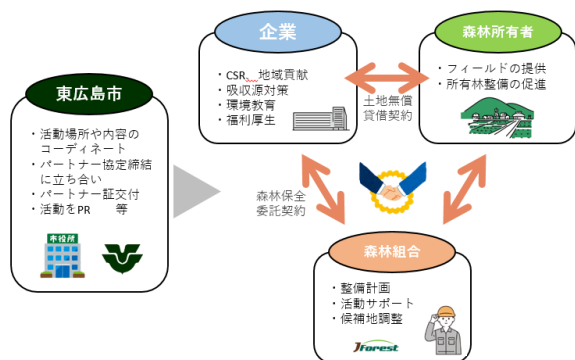 東広島市
・活動場所や内容の
コーディネート
・パートナー協定締結
に立ち合い
・パートナー証交付
・活動をPR 等
市役所
企業
・CSR、地域貢献
・吸収源対策
・環境教育
・福利厚生
土地無償
貸借契約
森林所有者
・フィールドの提供
・所有林整備の促進
森林保全
委託契約
森林組合
・整備計画
・活動サポート
・候補地調整
JForest